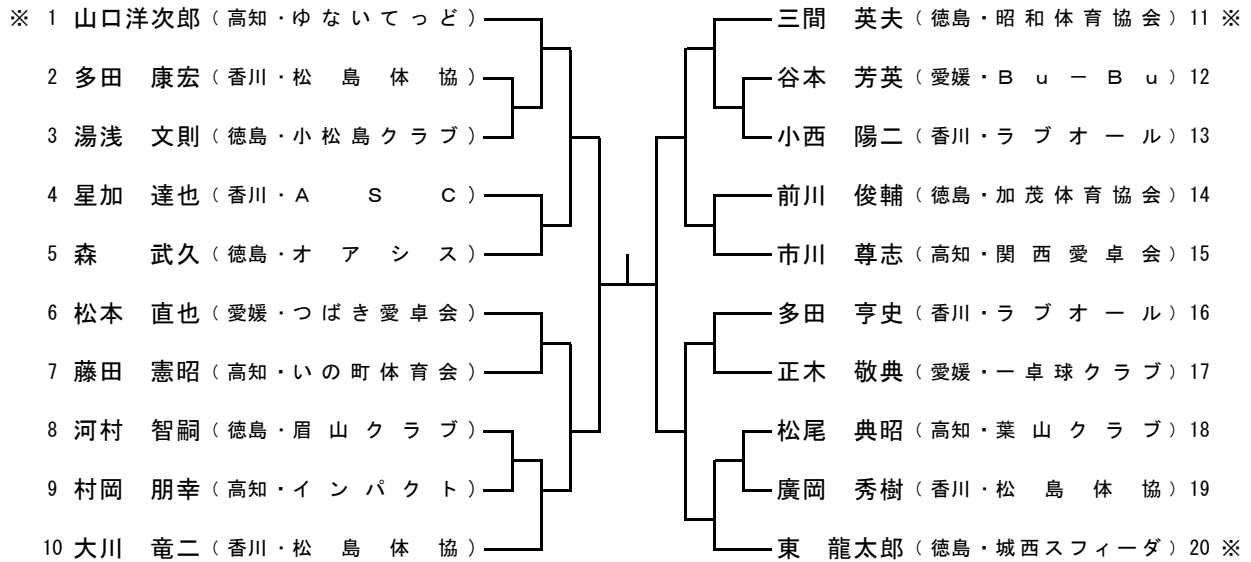 ※ 1 山口洋次郎（高知・ゆないてっど）
2 多田 康宏（香川・松島体協）
3 湯浅 文則（徳島・小松島クラブ）
4 星加 達也（香川・ＡＳＣ）
5 森 武久（徳島・オアシス）
6 松本 直也（愛媛・つばき愛卓会）
7 藤田 憲昭（高知・いの町体育会）
8 河村 智嗣（徳島・眉山クラブ）
9 村岡 朋幸（高知・インパクト）
10 大川 竜二（香川・松島体協）
三間 英夫（徳島・昭和体育協会）11 ※
谷本 芳英（愛媛・Ｂｕ－Ｂｕ）12
小西 陽二（香川・ラブオール）13
前川 俊輔（徳島・加茂体育協会）14
市川 尊志（高知・関西愛卓会）15
多田 亨史（香川・ラブオール）16
正木 敬典（愛媛・一卓球クラブ）17
松尾 典昭（高知・葉山クラブ）18
廣岡 秀樹（香川・松島体協）19
東 龍太郎（徳島・城西スフィーダ）20 ※